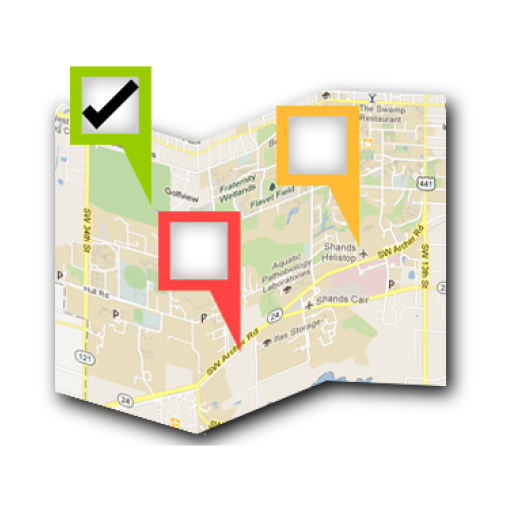 The Swamp
Restaurant
441
Golfview
Fraternity
Wetlands
Flavet Field
SW 34th St
Shands
Helistop
SW Archer Rd
SW 13th St
Aquatic
Pathobiology
Laboratories
P
Hull Rd
P
P
P
Shands Cair
24
SW Archer Rd
tlas Storage
121
24